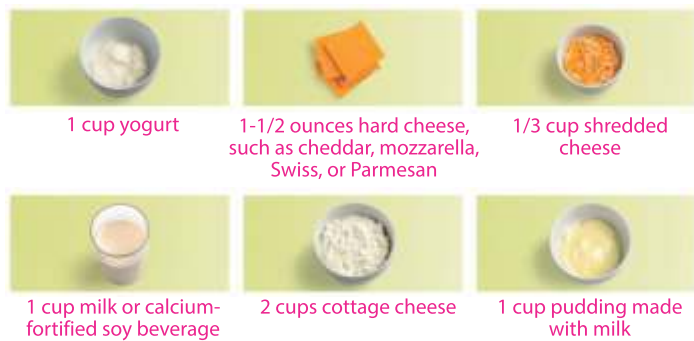 1 cup yogurt
1-1/2 ounces hard cheese,
such as cheddar, mozzarella,
Swiss, or Parmesan
1/3 cup shredded
cheese
1 cup milk or calcium-
fortified soy beverage
2 cups cottage cheese
1 cup pudding made
with milk